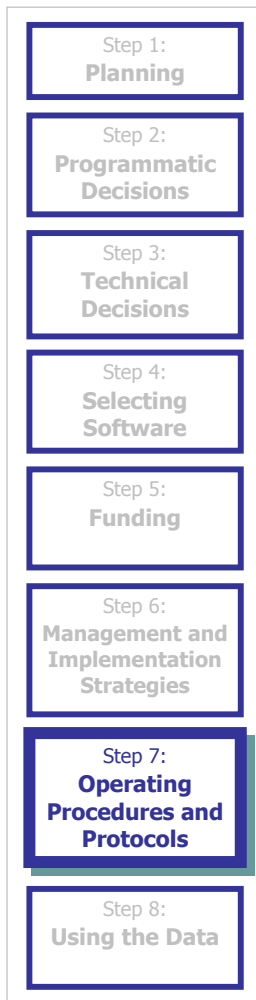 Step 1:
Planning
Step 2:
Programmatic
Decisions
Step 3:
Technical
Decisions
Step 4:
Selecting
Software
Step 5:
Funding
Step 6:
Management and
Implementation
Strategies
Step 7:
Operating
Procedures and
Protocols
Step 8:
Using the Data